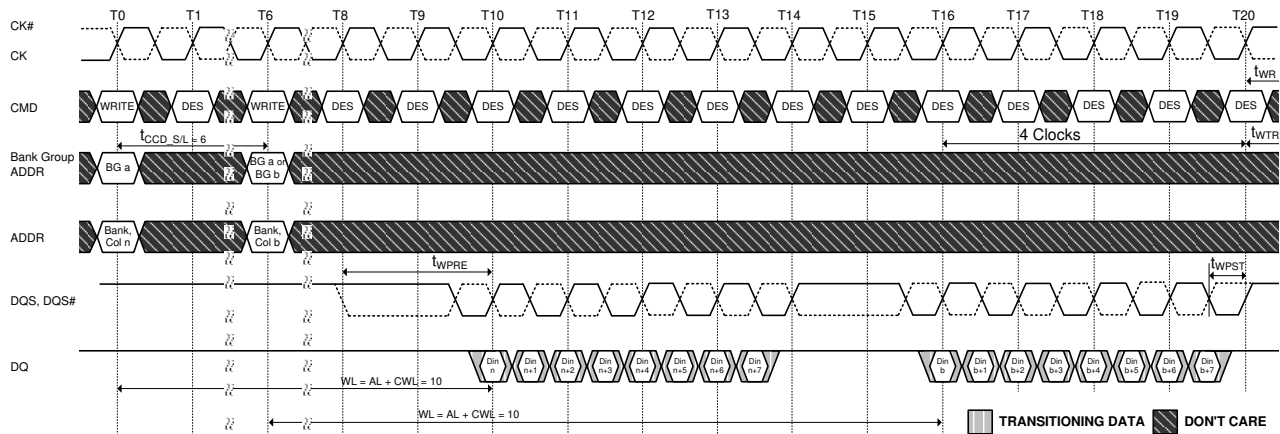 T0 T1 T6 T8 T9 T10 T11 T12 T13 T14 T15 T16 T17 T18 T19 T20
CK#
CK
tWR
CMD WRITE DES WRITE DES DES DES DES DES DES DES DES DES DES DES DES DES
tCCD_S/L = 6
4 Clocks
tWTR
Bank Group
ADDR
BG a
BG a or
BG b
ADDR
Bank,
Col n
Bank,
Col b
tWPRE
tWPST
DQS, DQS#
DQ
Din
n
Din
n+1
Din
n+2
Din
n+3
Din
n+4
Din
n+5
Din
n+6
Din
n+7
Din
b
Din
b+1
Din
b+2
Din
b+3
Din
b+4
Din
b+5
Din
b+6
Din
b+7
WL = AL + CWL = 10
WL = AL + CWL = 10
TRANSITIONING DATA
DON'T CARE